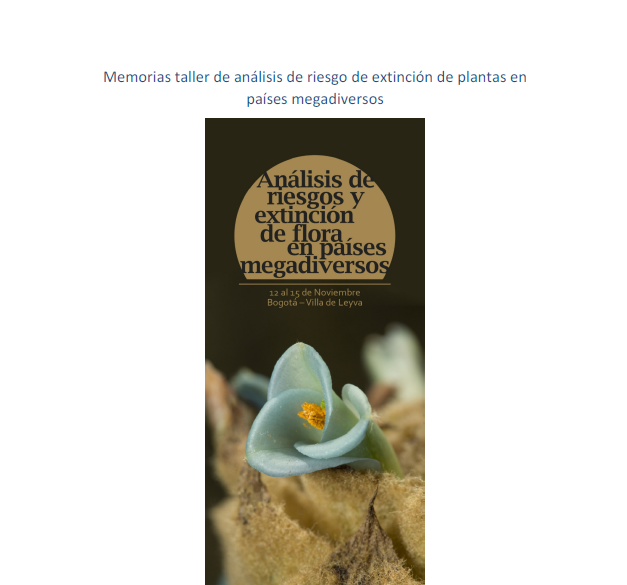 Memorias taller de análisis de riesgo de extinción de plantas en
países megadiversos
Análisis de
riesgos y
extinción
de flora
en países
megadiversos
12 al 15 de Noviembre
Bogotá – Villa de Leyva